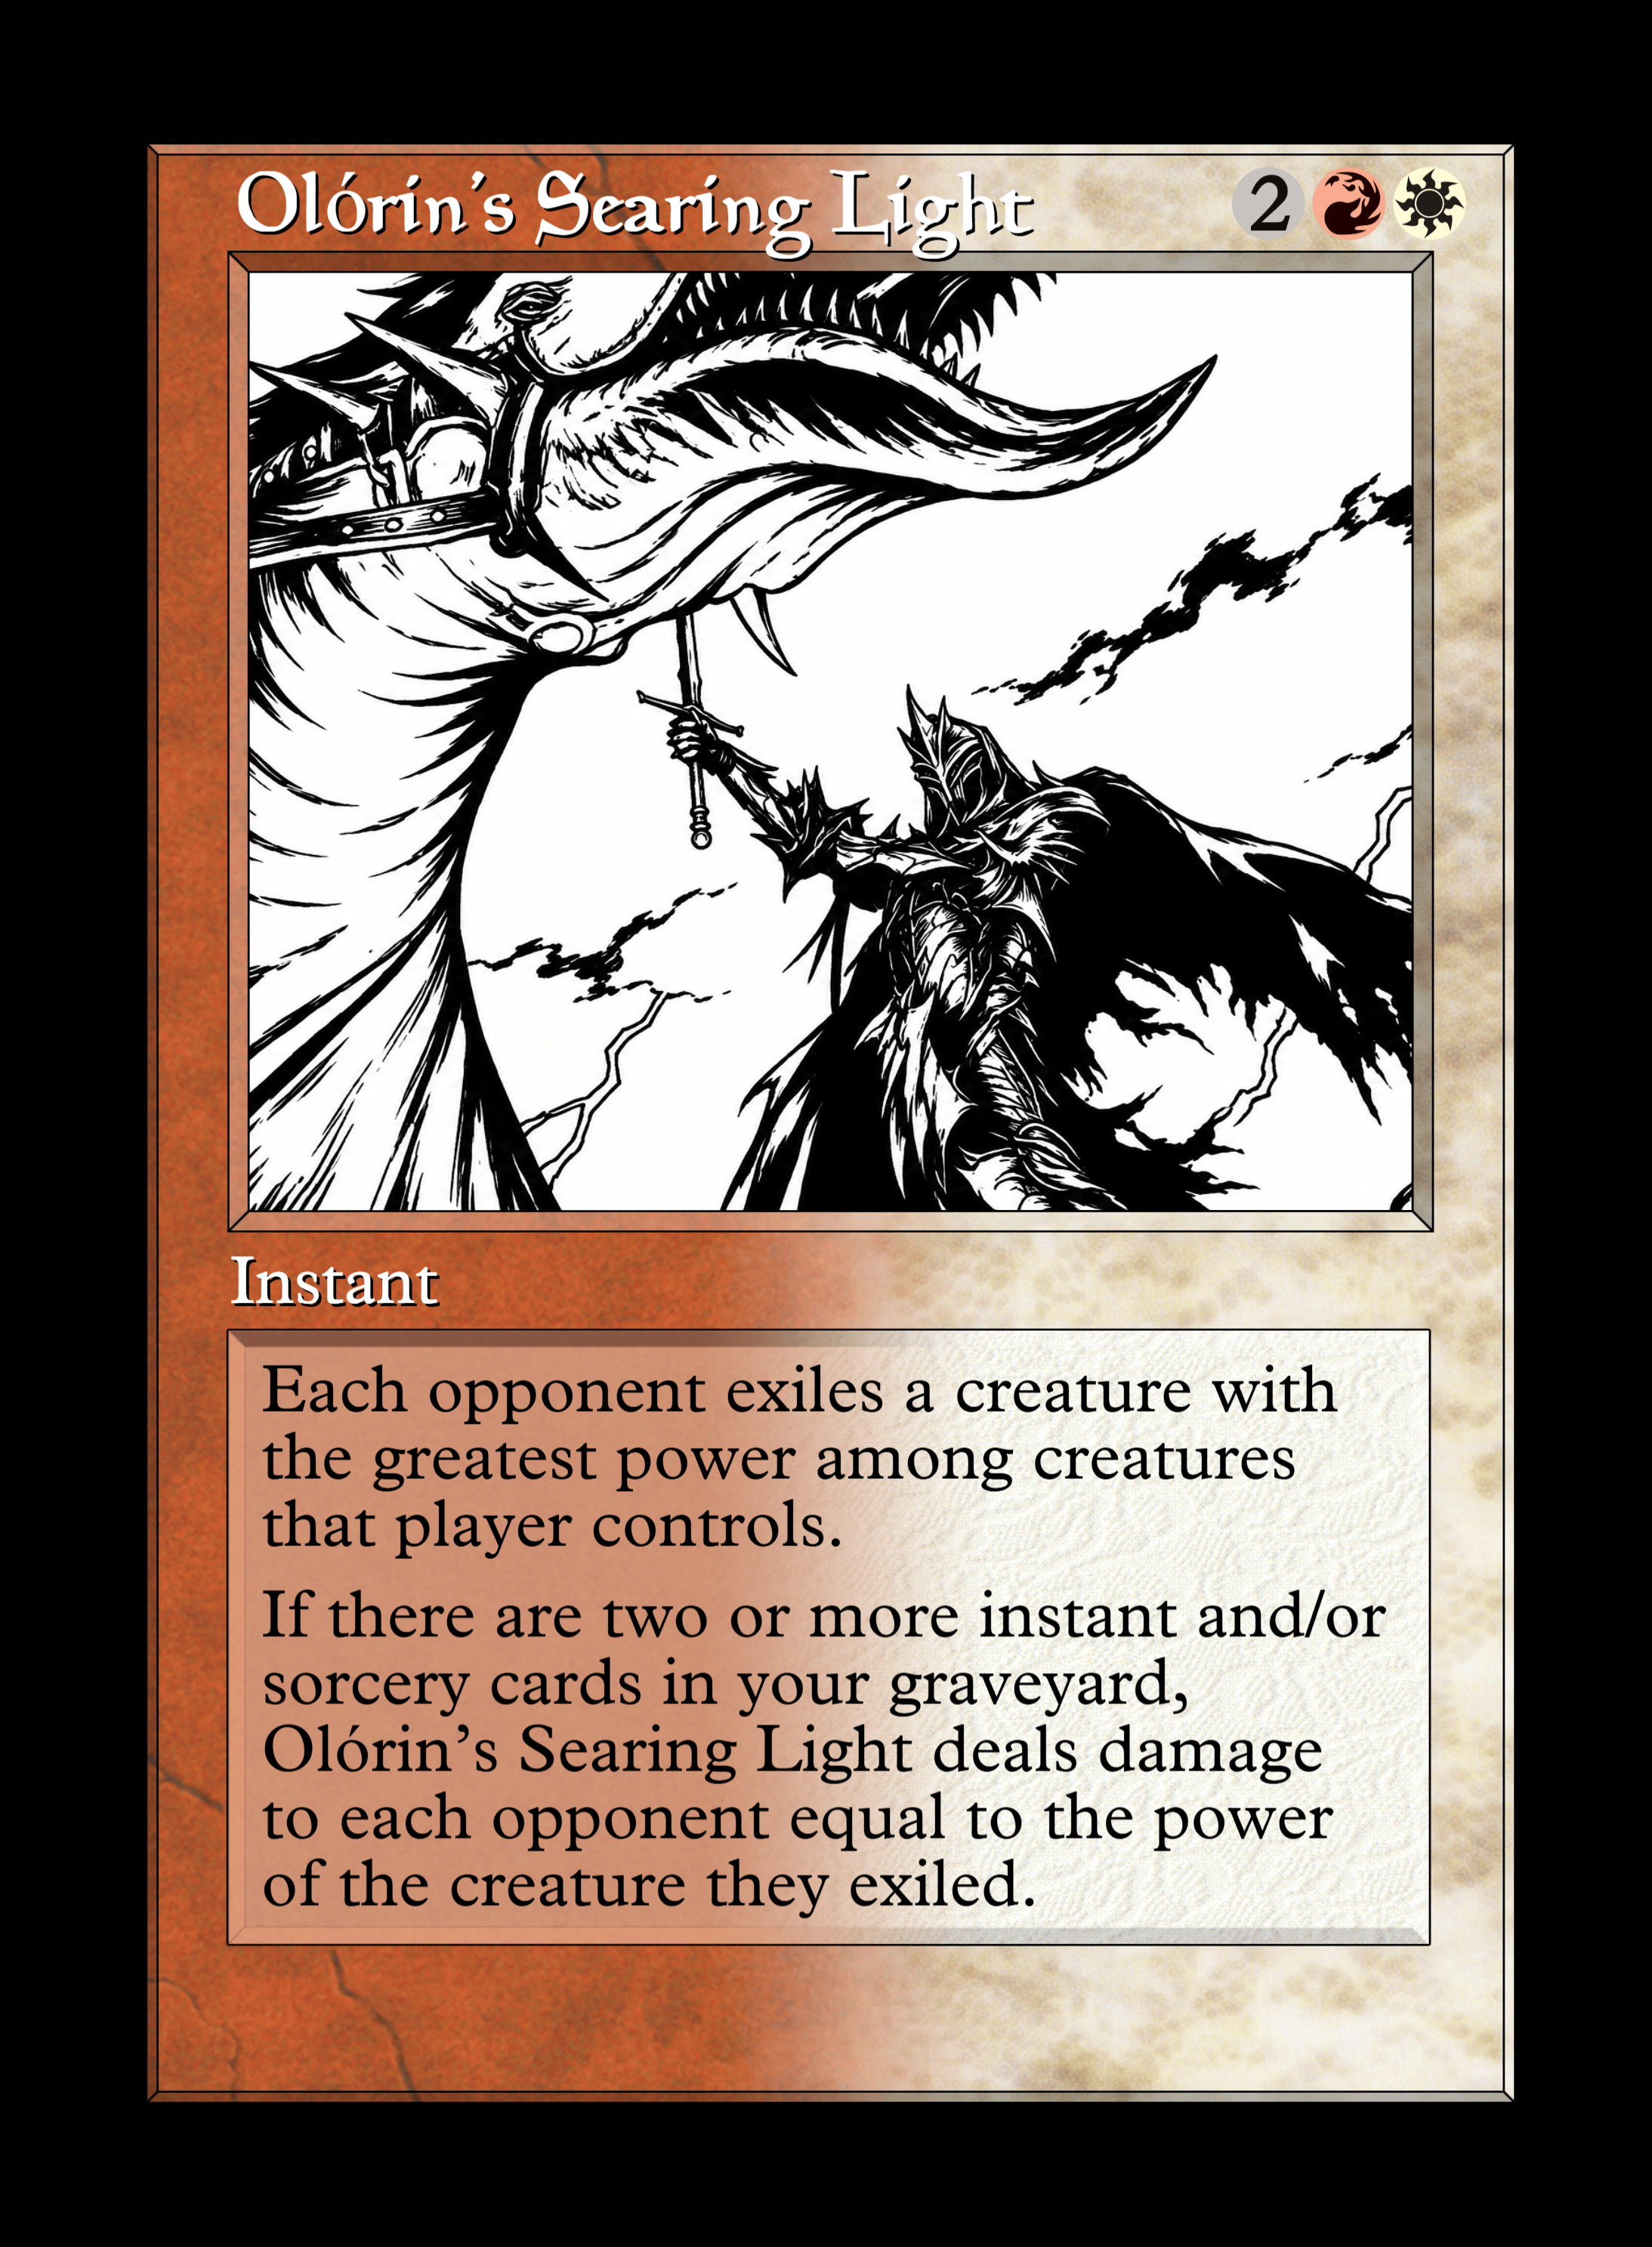 Olórin's Searing Light 2
Instant
Each opponent exiles a creature with
the greatest power among creatures
that player controls.
If there are two or more instant and/or
sorcery cards in your graveyard,
Olórin's Searing Light deals damage
to each opponent equal to the power
of the creature they exiled.